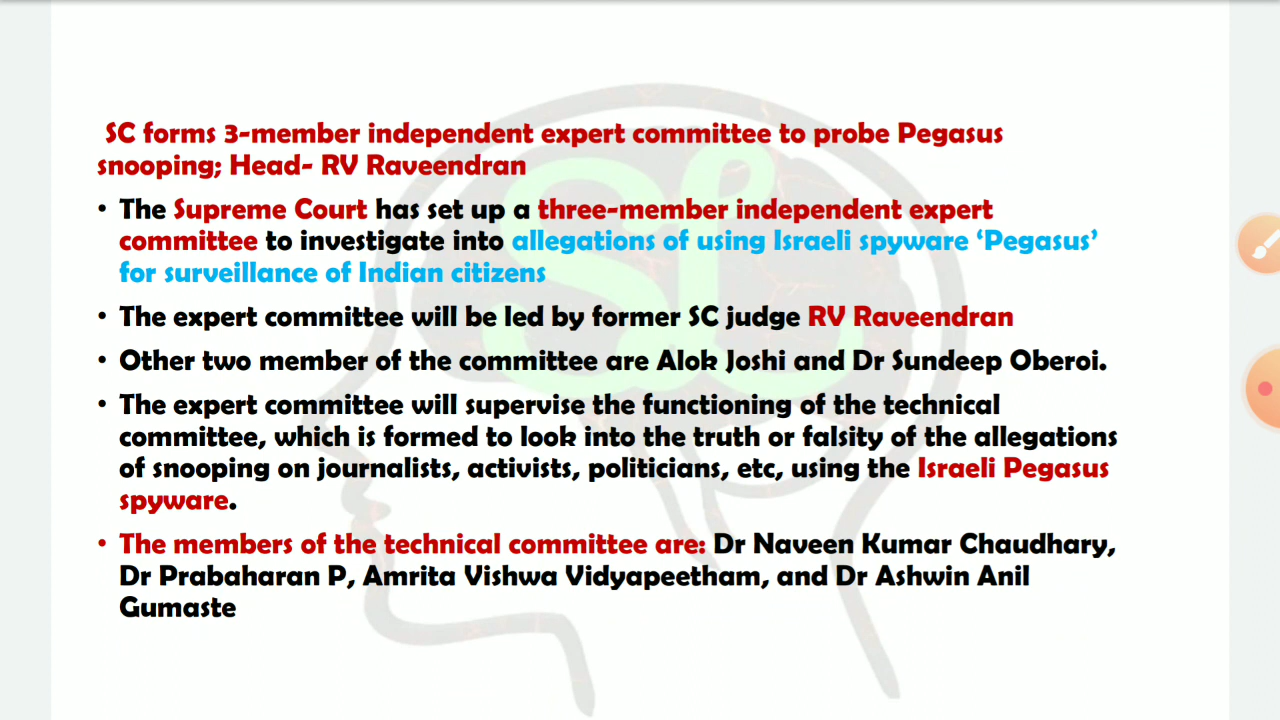 SC forms 3-member independent expert committee to probe Pegasus
snooping; Head- RV Raveendran
• The Supreme Court has set up a three-member independent expert
committee to investigate into allegations of using Israeli spyware ‘Pegasus’
for surveillance of Indian citizens
• The expert committee will be led by former SC judge RV Raveendran
• Other two member of the committee are Alok Joshi and Dr Sundeep Oberoi.
• The expert committee will supervise the functioning of the technical
committee, which is formed to look into the truth or falsity of the allegations
of snooping on journalists, activists, politicians, etc, using the Israeli Pegasus
spyware.
• The members of the technical committee are: Dr Naveen Kumar Chaudhary,
Dr Prabaharan P, Amrita Vishwa Vidyapeetham, and Dr Ashwin Anil
Gumaste
SL